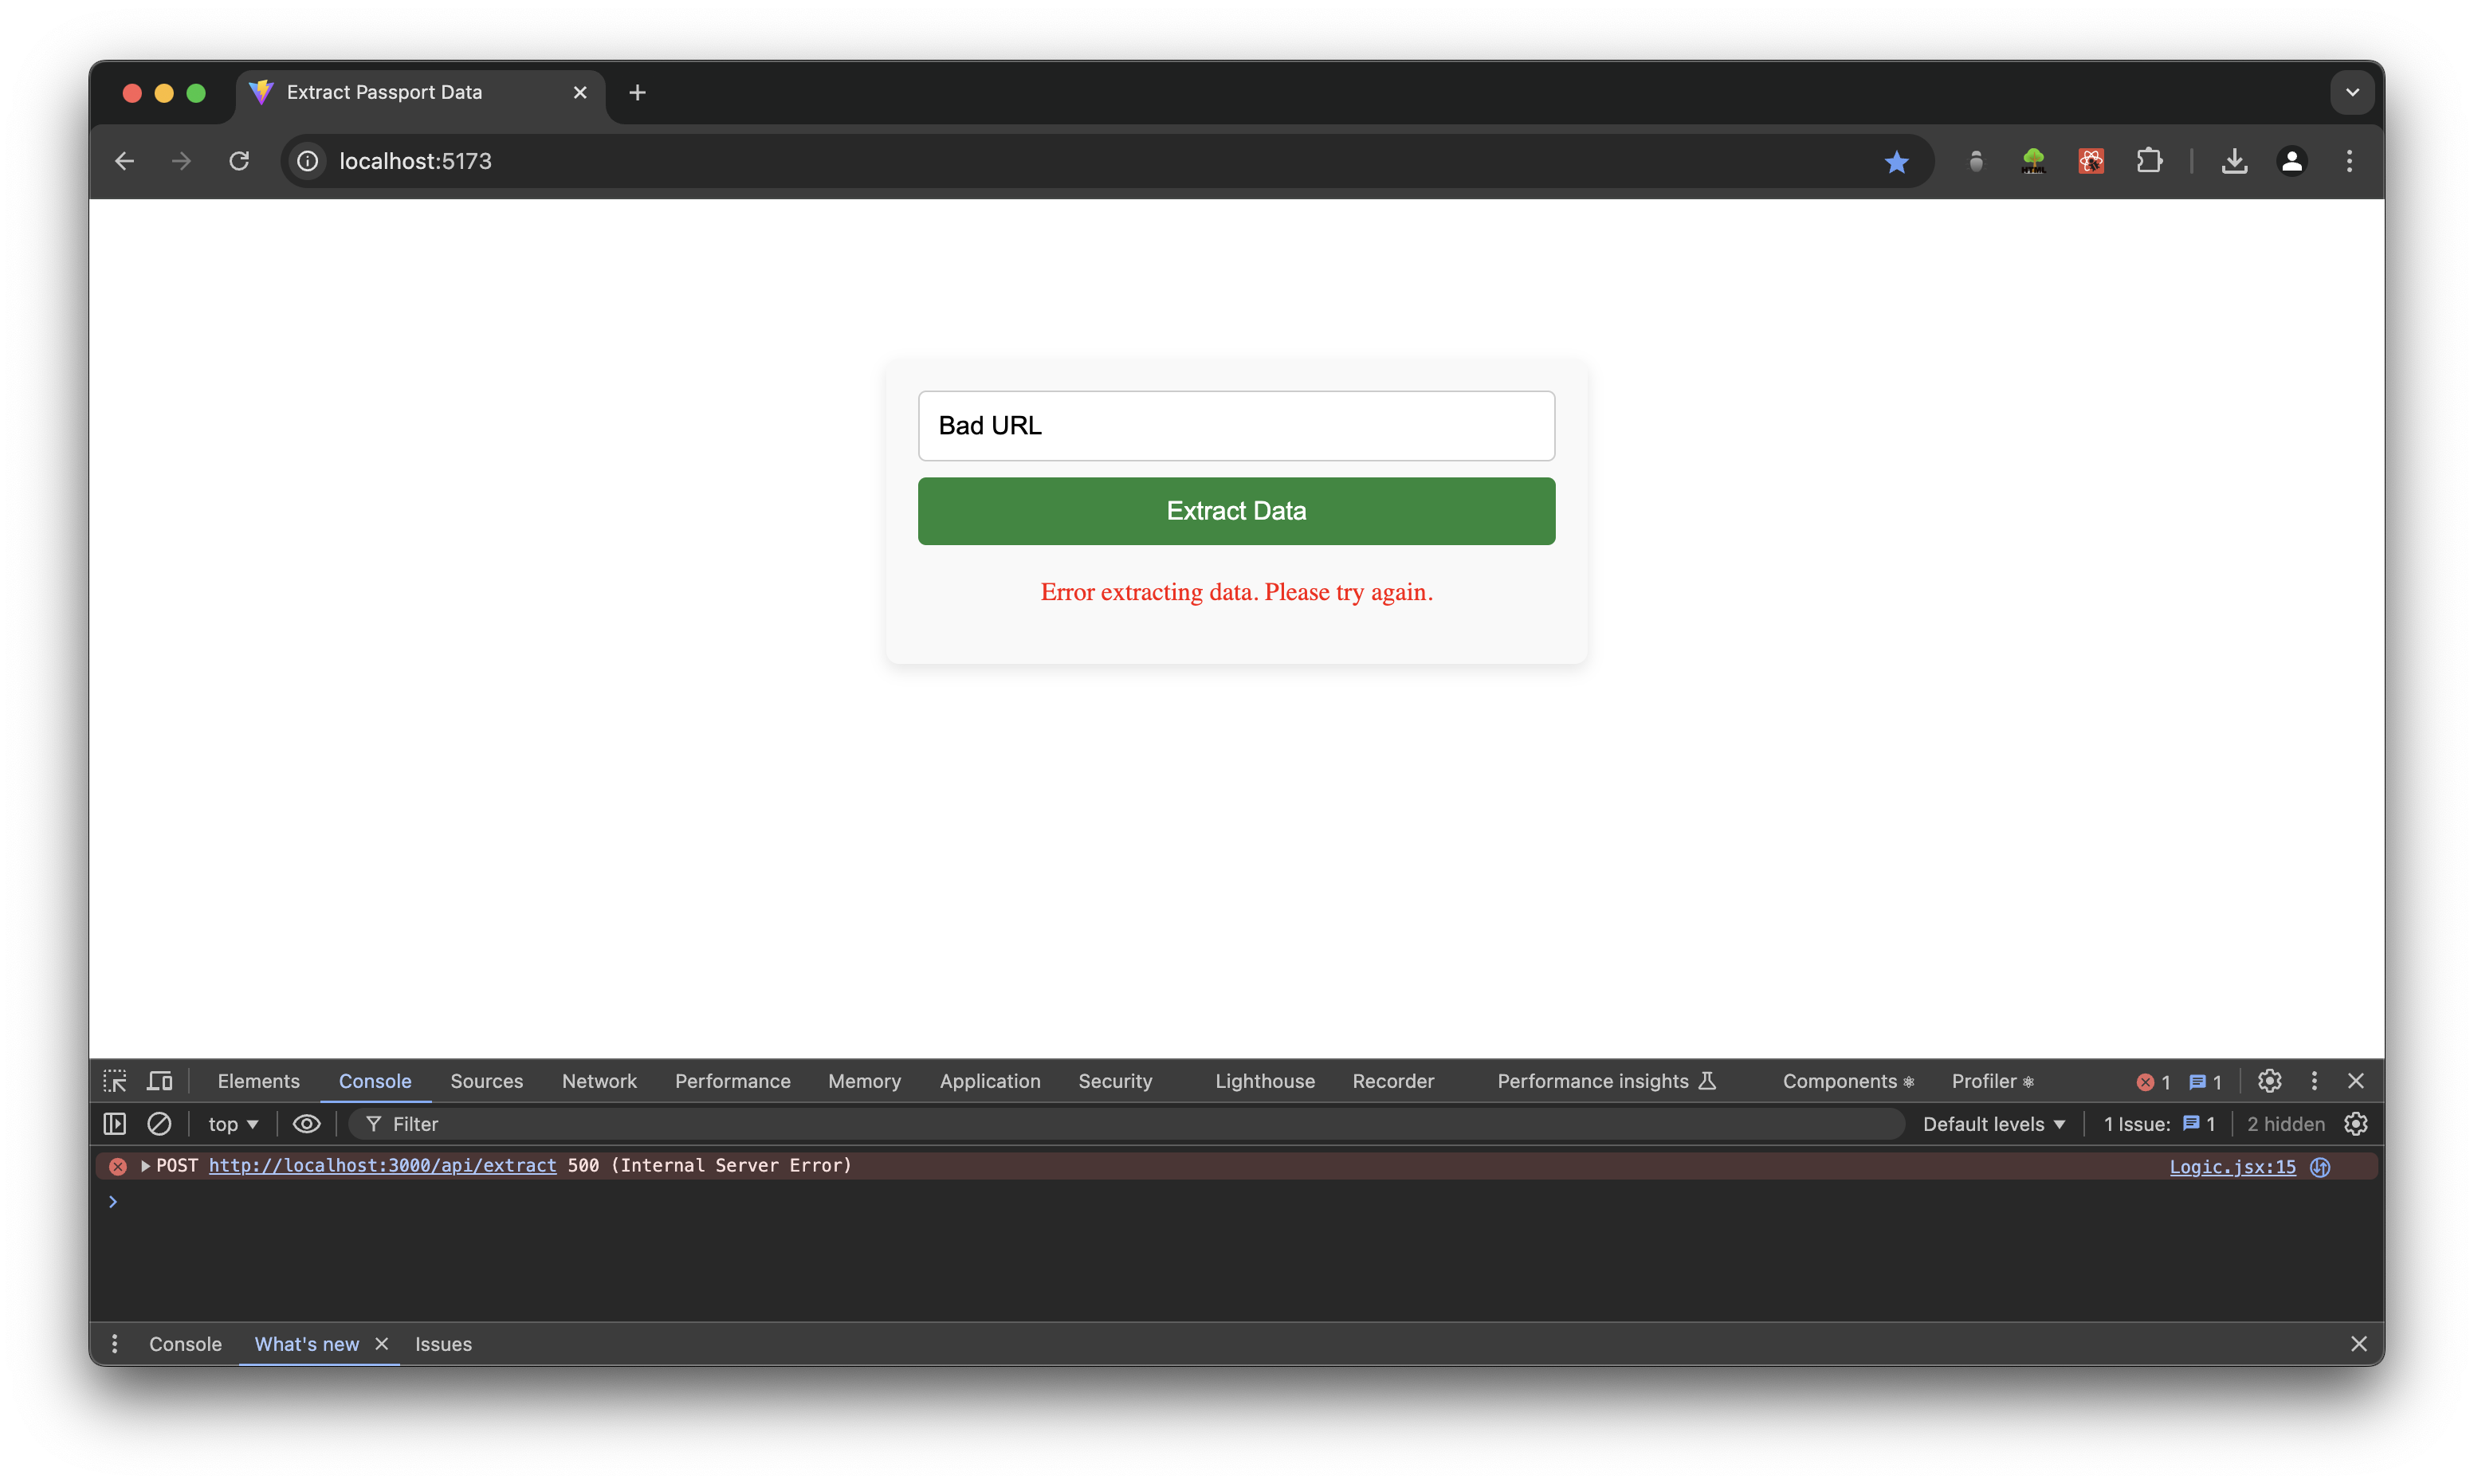 Extract Passport Data
localhost:5173
HTML
Bad URL
Extract Data
Error extracting data. Please try again.
Elements Console Sources Network Performance Memory Application Security Lighthouse Recorder Performance insights Components Profiler 1 1
top Filter Default levels 1 Issue: 1 2 hidden
POST http://localhost:3000/api/extract 500 (Internal Server Error) Logic.jsx:15
Console What's new Issues